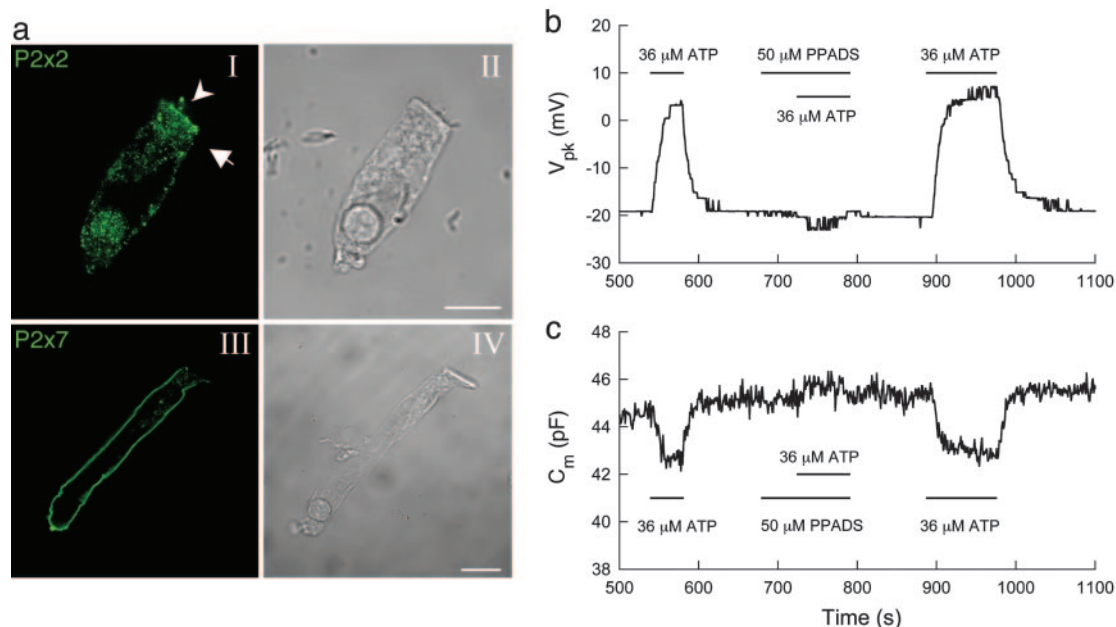 a
P2x2
I
II
P2x7
III
IV
b
20
10
0
-10
-20
-30
V_pk (mV)
36 µM ATP
50 µM PPADS
36 µM ATP
36 µM ATP
500 600 700 800 900 1000 1100
c
48
46
44
42
40
38
C_m (pF)
36 µM ATP
36 µM ATP
50 µM PPADS
36 µM ATP
500 600 700 800 900 1000 1100
Time (s)